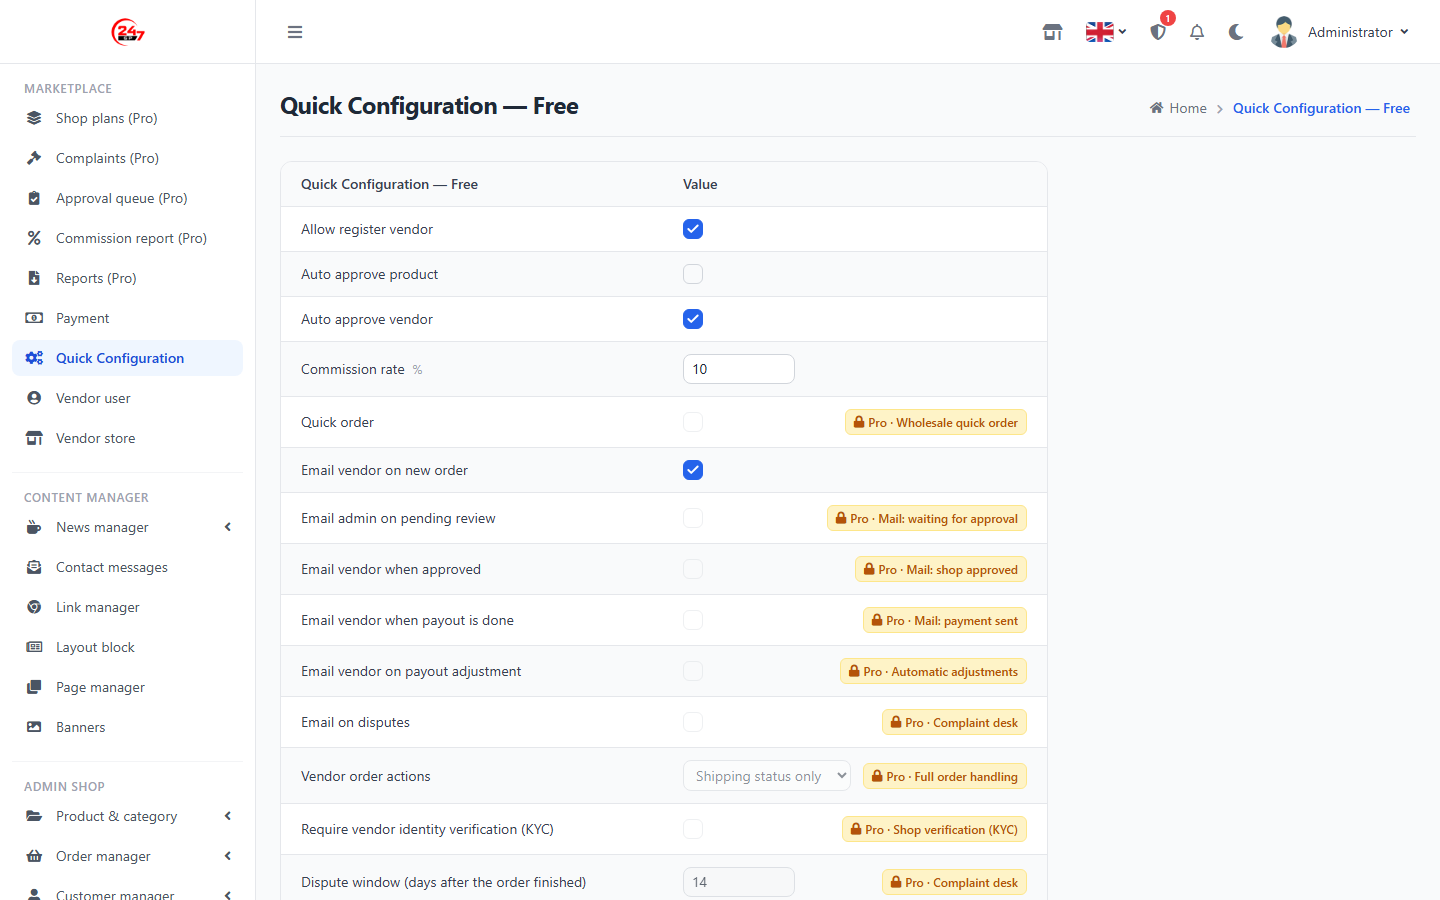 247
1
Administrator
MARKETPLACE
Shop plans (Pro)
Complaints (Pro)
Approval queue (Pro)
Commission report (Pro)
Reports (Pro)
Payment
Quick Configuration
Vendor user
Vendor store
CONTENT MANAGER
News manager
Contact messages
Link manager
Layout block
Page manager
Banners
ADMIN SHOP
Product & category
Order manager
Customer manager
Quick Configuration — Free
Home > Quick Configuration — Free
Quick Configuration — Free Value
Allow register vendor
Auto approve product
Auto approve vendor
Commission rate % 10
Quick order Pro · Wholesale quick order
Email vendor on new order
Email admin on pending review Pro · Mail: waiting for approval
Email vendor when approved Pro · Mail: shop approved
Email vendor when payout is done Pro · Mail: payment sent
Email vendor on payout adjustment Pro · Automatic adjustments
Email on disputes Pro · Complaint desk
Vendor order actions Shipping status only Pro · Full order handling
Require vendor identity verification (KYC) Pro · Shop verification (KYC)
Dispute window (days after the order finished) 14 Pro · Complaint desk